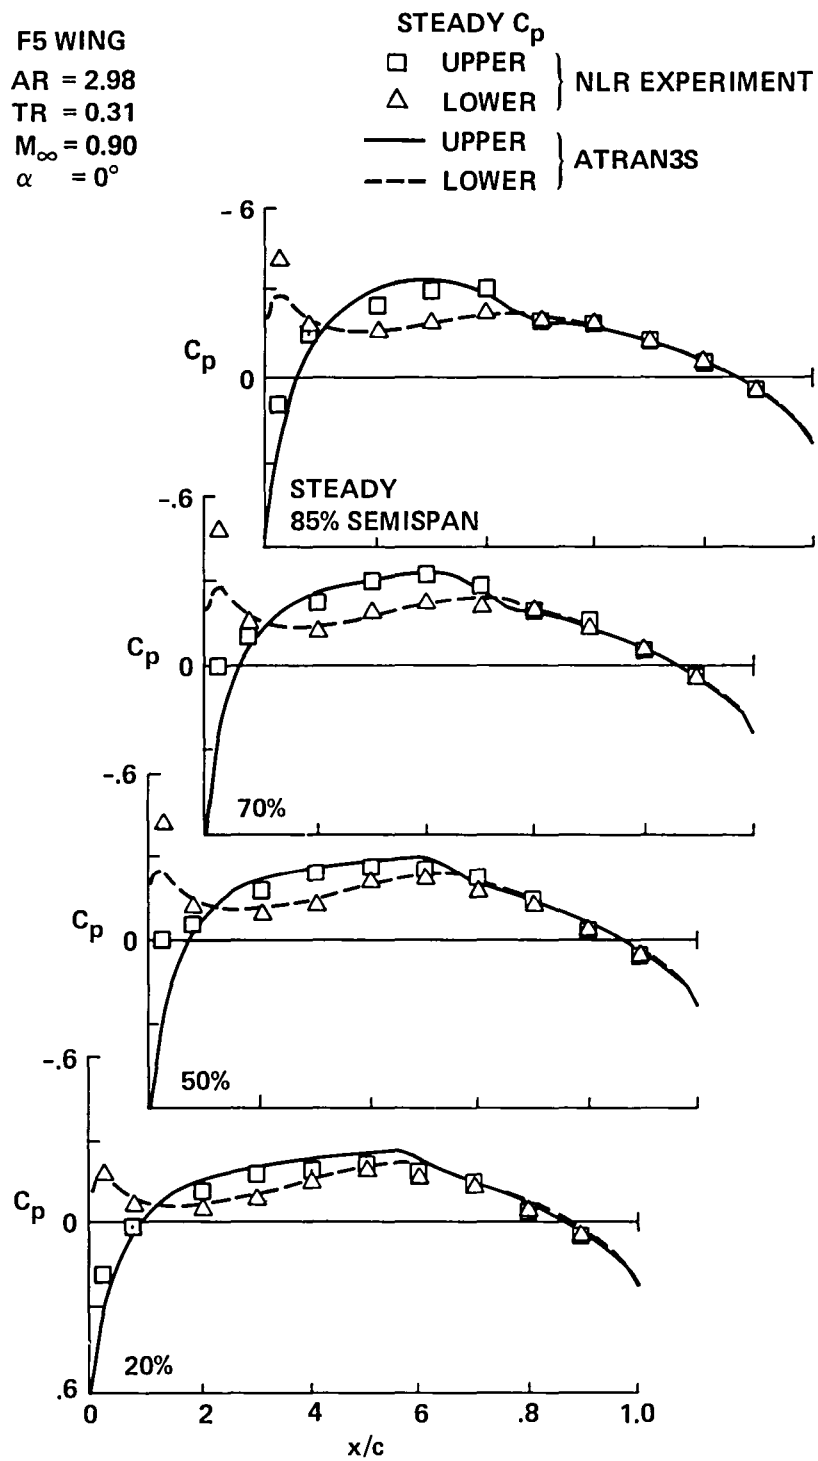 F5 WING
AR = 2.98
TR = 0.31
M∞ = 0.90
α = 0°
STEADY Cp
UPPER
LOWER
NLR EXPERIMENT
UPPER
LOWER
ATRAN3S
-6
Cp
0
STEADY
85% SEMISPAN
-.6
Cp
0
70%
-.6
Cp
0
50%
-.6
Cp
0
20%
.6
0
2
4
6
.8
1.0
x/c